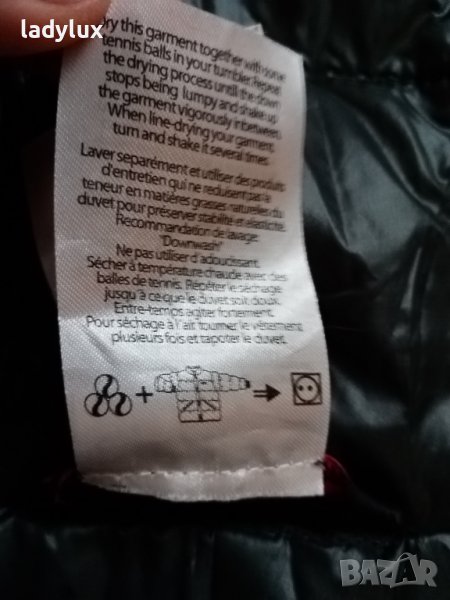 ladylux
Dry this garment together with some
tennis balls in your tumbler. Repeat
the drying process until the down
stops being lumpy and shake up
the garment vigorously inbetween.
When line-drying your garment,
turn and shake it several times.
Laver separément et utiliser des produits
d'entretien qui ne reduisent pas la
teneur en matières grasses naturelles du
duvet pour préserver stabilité et elasticité.
Recommandation de lavage:
"Downwash"
Ne pas utiliser d'adoucissant.
Sécher à température chaude avec des
balles de tennis. Répéter le séchage
jusqu'à ce que le duvet soit doux.
Entre-temps agiter fortement.
Pour séchage à l'air tourner le vêtement
plusieurs fois et tapoter le duvet.
BAZAR